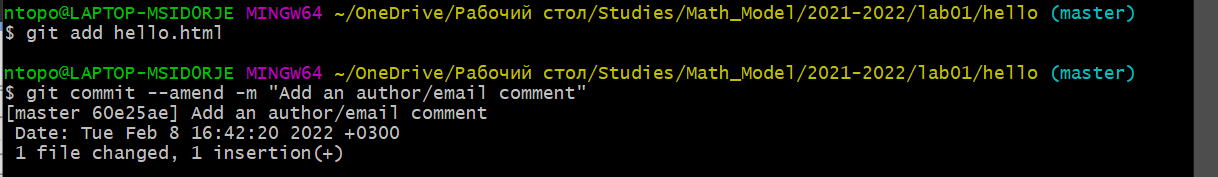 ntopo@LAPTOP-MSIDORJE MINGW64 ~/OneDrive/Рабочий стол/Studies/Math_Model/2021-2022/lab01/hello (master)
$ git add hello.html
ntopo@LAPTOP-MSIDORJE MINGW64 ~/OneDrive/Рабочий стол/Studies/Math_Model/2021-2022/lab01/hello (master)
$ git commit --amend -m "Add an author/email comment"
[master 60e25ae] Add an author/email comment
 Date: Tue Feb 8 16:42:20 2022 +0300
 1 file changed, 1 insertion(+)